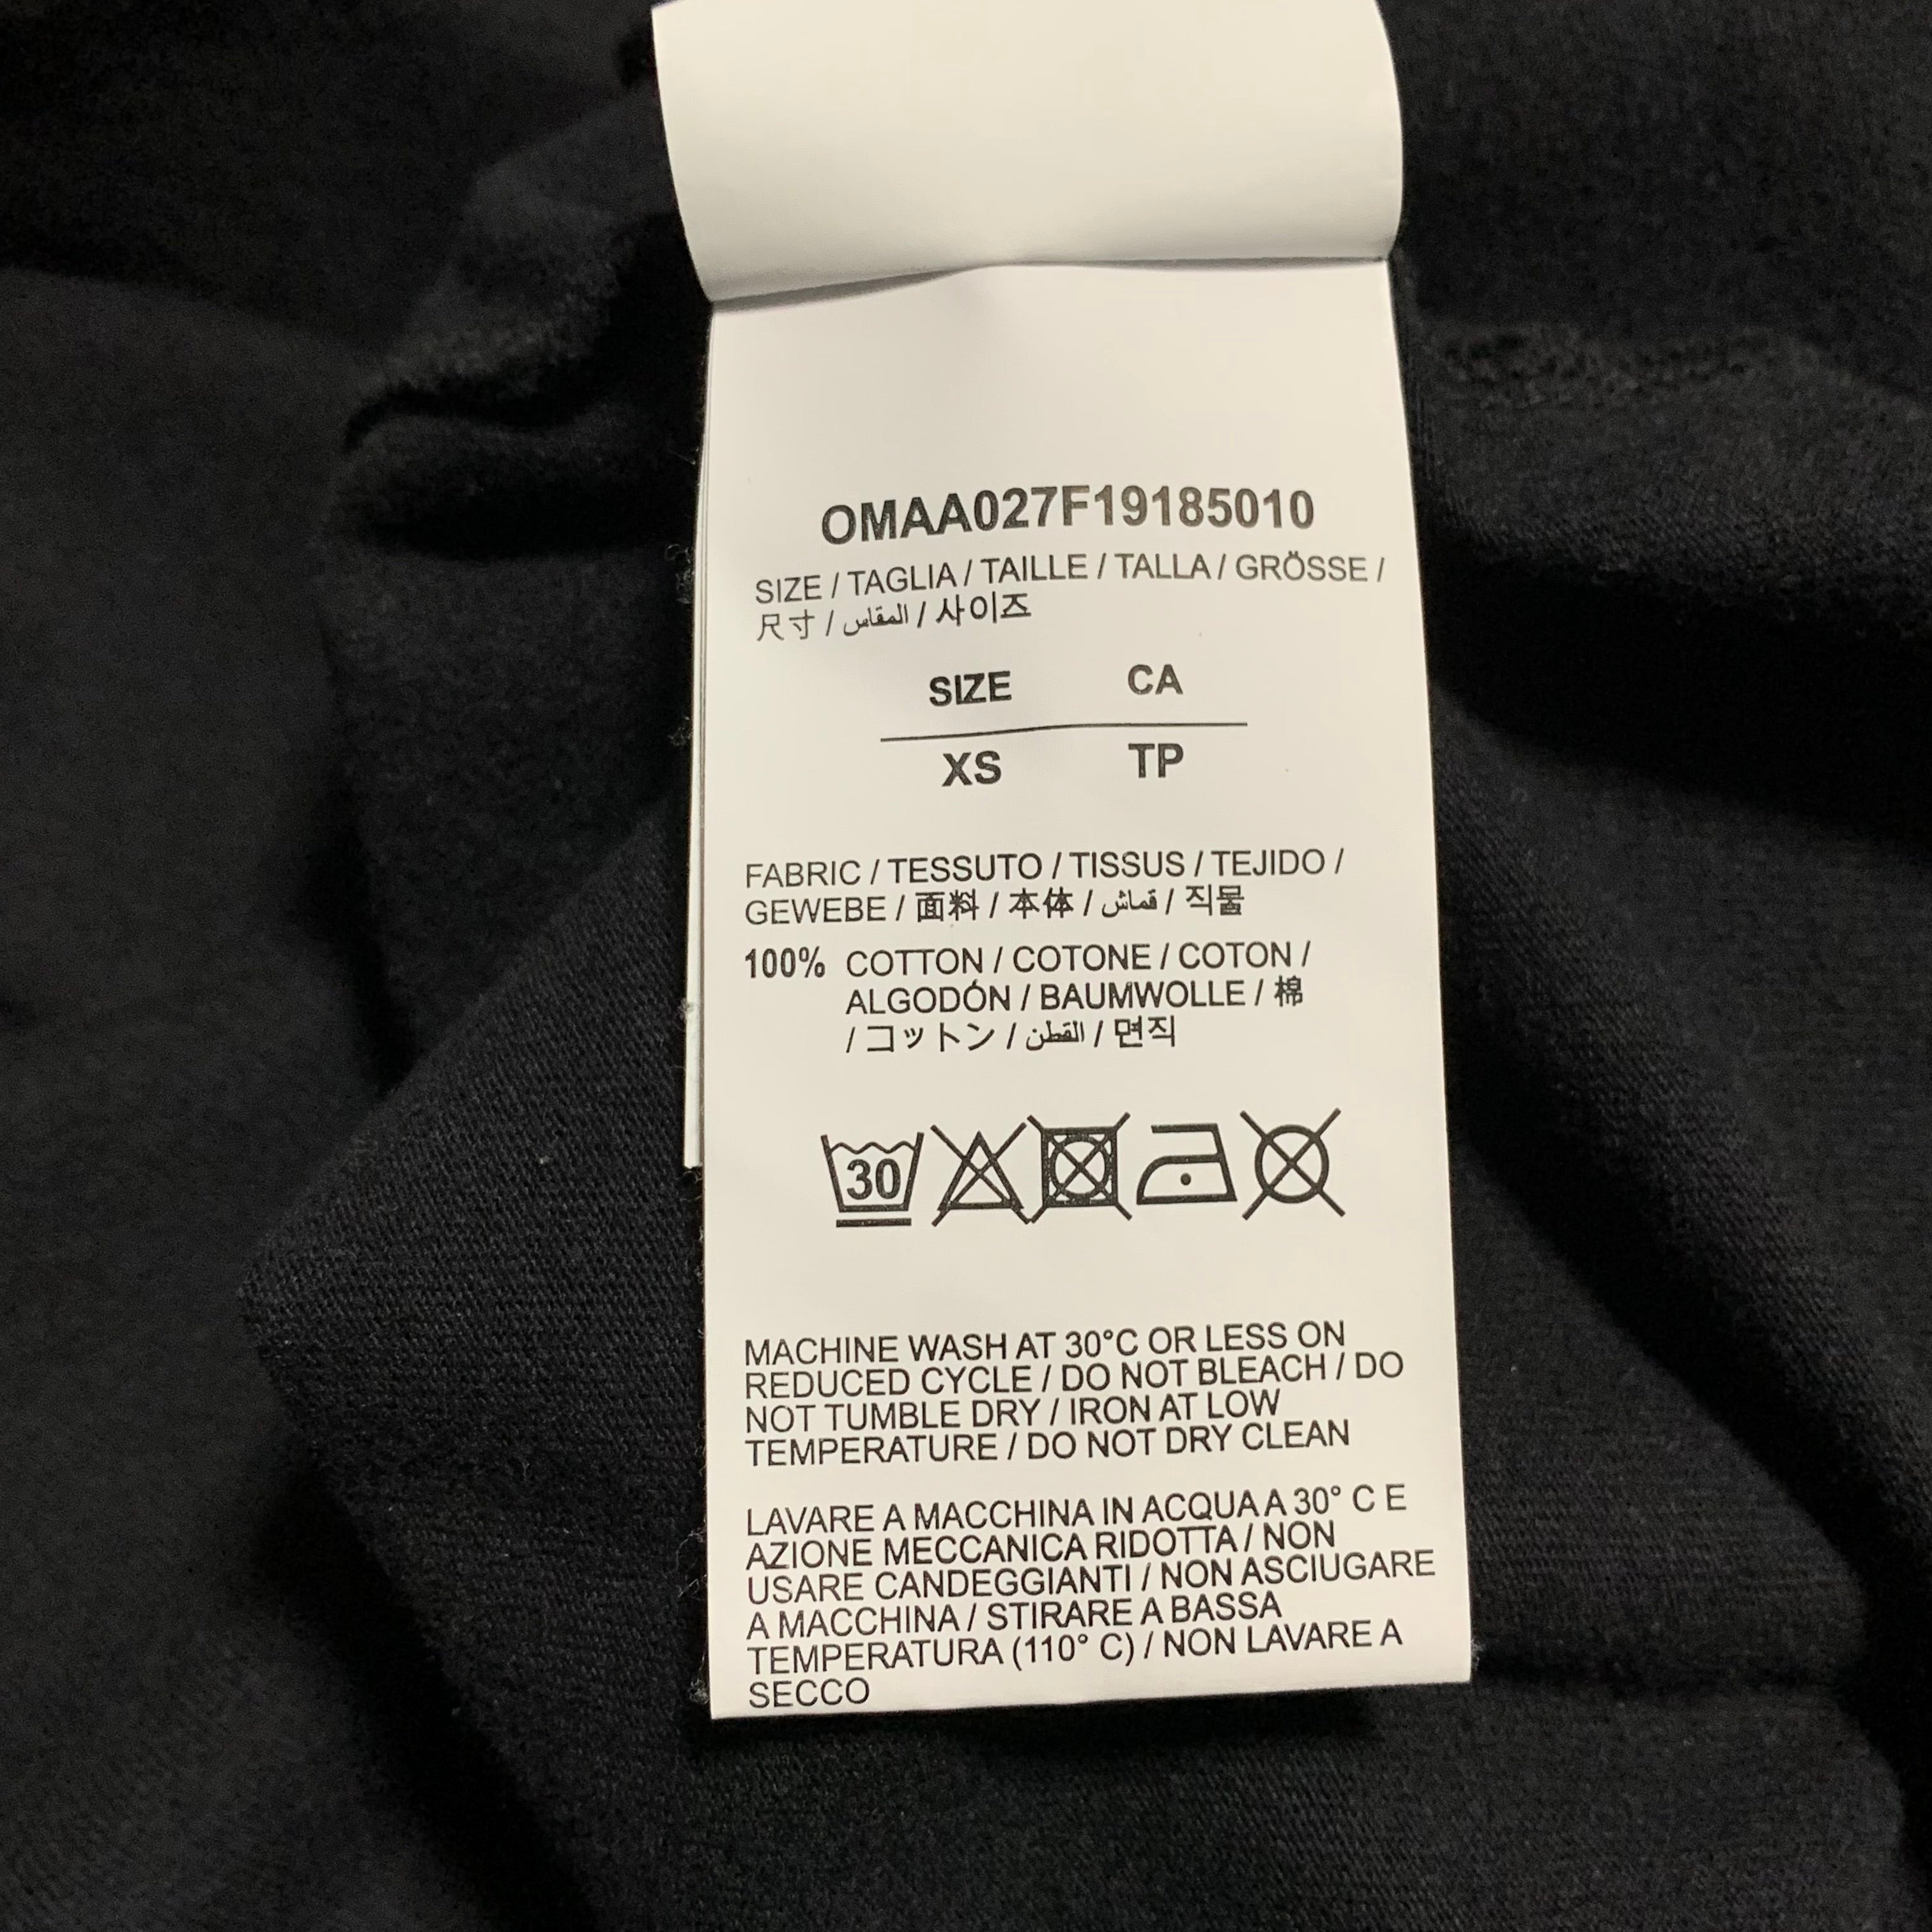 OMAA027F19185010
SIZE / TAGLIA / TAILLE / TALLA / GRÖSSE /
尺寸 / المقاس / 사이즈
SIZE CA
XS TP
FABRIC / TESSUTO / TISSUS / TEJIDO /
GEWEBE / 面料 / 本体 / قماش / 직물
100% COTTON / COTONE / COTON /
ALGODÓN / BAUMWOLLE / 棉
/ コットン / القطن / 면직
30
MACHINE WASH AT 30°C OR LESS ON
REDUCED CYCLE / DO NOT BLEACH / DO
NOT TUMBLE DRY / IRON AT LOW
TEMPERATURE / DO NOT DRY CLEAN
LAVARE A MACCHINA IN ACQUA A 30° C E
AZIONE MECCANICA RIDOTTA / NON
USARE CANDEGGIANTI / NON ASCIUGARE
A MACCHINA / STIRARE A BASSA
TEMPERATURA (110° C) / NON LAVARE A
SECCO